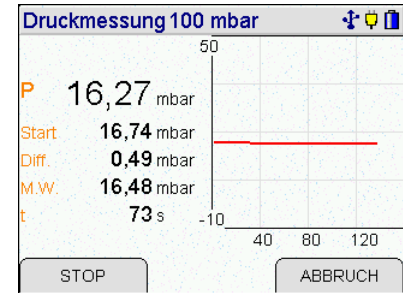 Druckmessung 100 mbar
50
P 16,27 mbar
Start 16,74 mbar
Diff. 0,49 mbar
M.W. 16,48 mbar
t 73 s
-10
40 80 120
STOP ABBRUCH